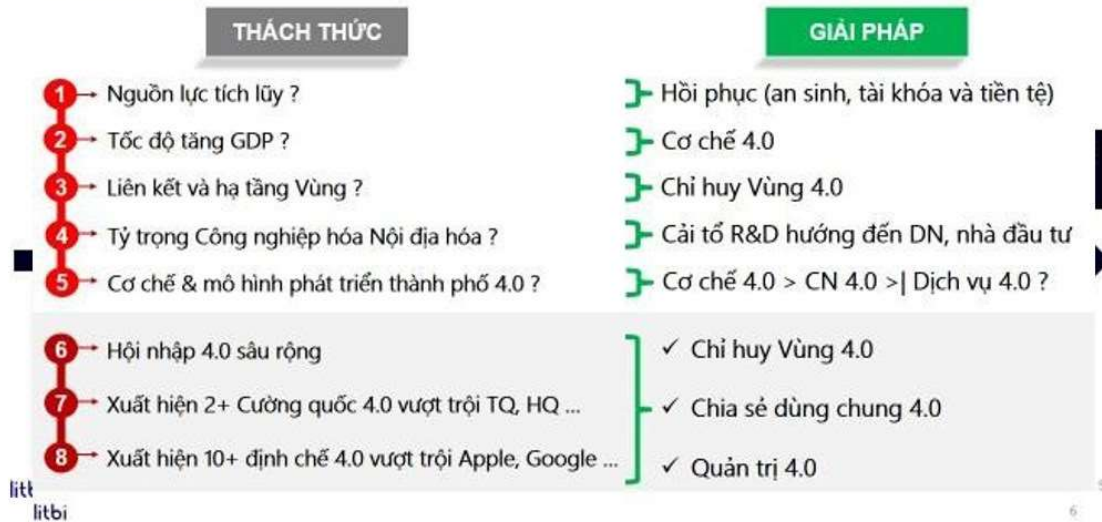 THÁCH THỨC
GIẢI PHÁP
1 Nguồn lực tích lũy ?
Hồi phục (an sinh, tài khóa và tiền tệ)
2 Tốc độ tăng GDP ?
Cơ chế 4.0
3 Liên kết và hạ tầng Vùng ?
Chỉ huy Vùng 4.0
4 Tỷ trọng Công nghiệp hóa Nội địa hóa ?
Cải tổ R&D hướng đến DN, nhà đầu tư
5 Cơ chế & mô hình phát triển thành phố 4.0 ?
Cơ chế 4.0 > CN 4.0 >| Dịch vụ 4.0 ?
6 Hội nhập 4.0 sâu rộng
7 Xuất hiện 2+ Cường quốc 4.0 vượt trội TQ, HQ ...
8 Xuất hiện 10+ định chế 4.0 vượt trội Apple, Google ...
✓ Chỉ huy Vùng 4.0
✓ Chia sẻ dùng chung 4.0
✓ Quản trị 4.0
litbi
6